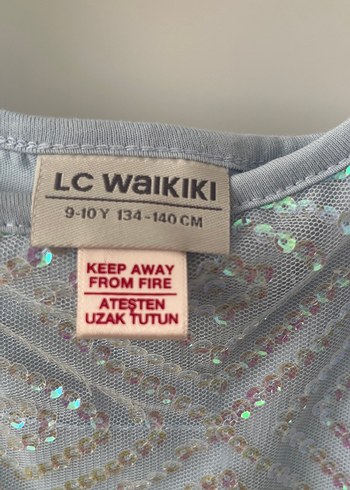 LC WAIKIKI
9-10 Y 134-140 CM
KEEP AWAY
FROM FIRE
ATEŞTEN
UZAK TUTUN